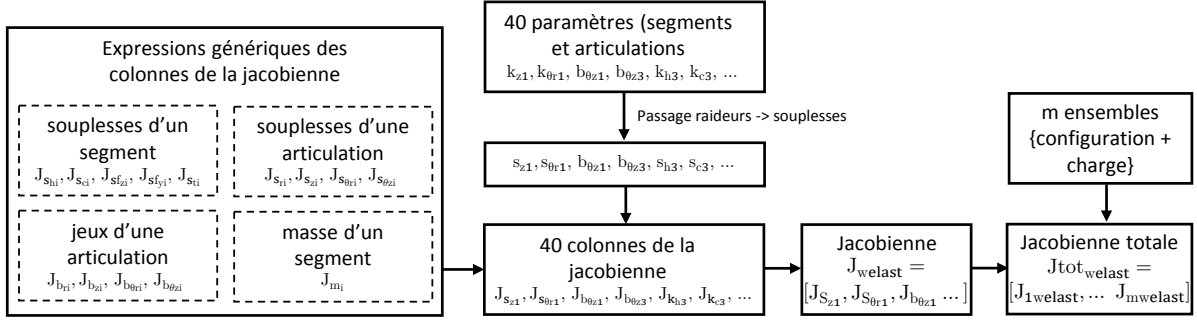 Expressions génériques des
colonnes de la jacobienne
souplesses d'un
segment
J_{s_{hi}}, J_{s_{ci}}, J_{sf_{zi}}, J_{sf_{yi}}, J_{s_{ti}}
souplesses d'une
articulation
J_{s_{ri}}, J_{s_{zi}}, J_{s_{θri}}, J_{s_{θzi}}
jeux d'une
articulation
J_{b_{ri}}, J_{b_{zi}}, J_{b_{θri}}, J_{b_{θzi}}
masse d'un
segment
J_{m_i}
40 paramètres (segments
et articulations
k_{z1}, k_{θr1}, b_{θz1}, b_{θz3}, k_{h3}, k_{c3}, ...
Passage raideurs -> souplesses
s_{z1}, s_{θr1}, b_{θz1}, b_{θz3}, s_{h3}, s_{c3}, ...
40 colonnes de la
jacobienne
J_{s_{z1}}, J_{s_{θr1}}, J_{b_{θz1}}, J_{b_{θz3}}, J_{k_{h3}}, J_{k_{c3}}, ...
Jacobienne
J_{welast} =
[J_{S_{z1}}, J_{S_{θr1}}, J_{b_{θz1}} ... ]
m ensembles
{configuration +
charge}
Jacobienne totale
Jtot_{welast} =
[J_{1welast}, ... J_{mwelast}]